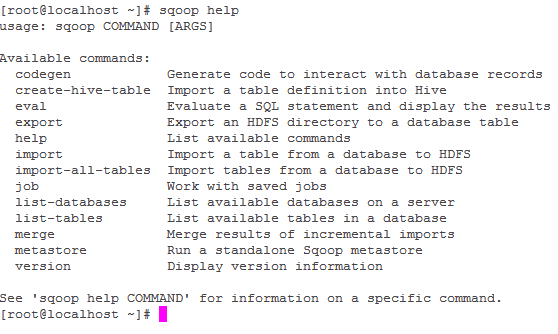 [root@localhost ~]# sqoop help
usage: sqoop COMMAND [ARGS]

Available commands:
  codegen            Generate code to interact with database records
  create-hive-table  Import a table definition into Hive
  eval               Evaluate a SQL statement and display the results
  export             Export an HDFS directory to a database table
  help               List available commands
  import             Import a table from a database to HDFS
  import-all-tables  Import tables from a database to HDFS
  job                Work with saved jobs
  list-databases     List available databases on a server
  list-tables        List available tables in a database
  merge              Merge results of incremental imports
  metastore          Run a standalone Sqoop metastore
  version            Display version information

See 'sqoop help COMMAND' for information on a specific command.
[root@localhost ~]#